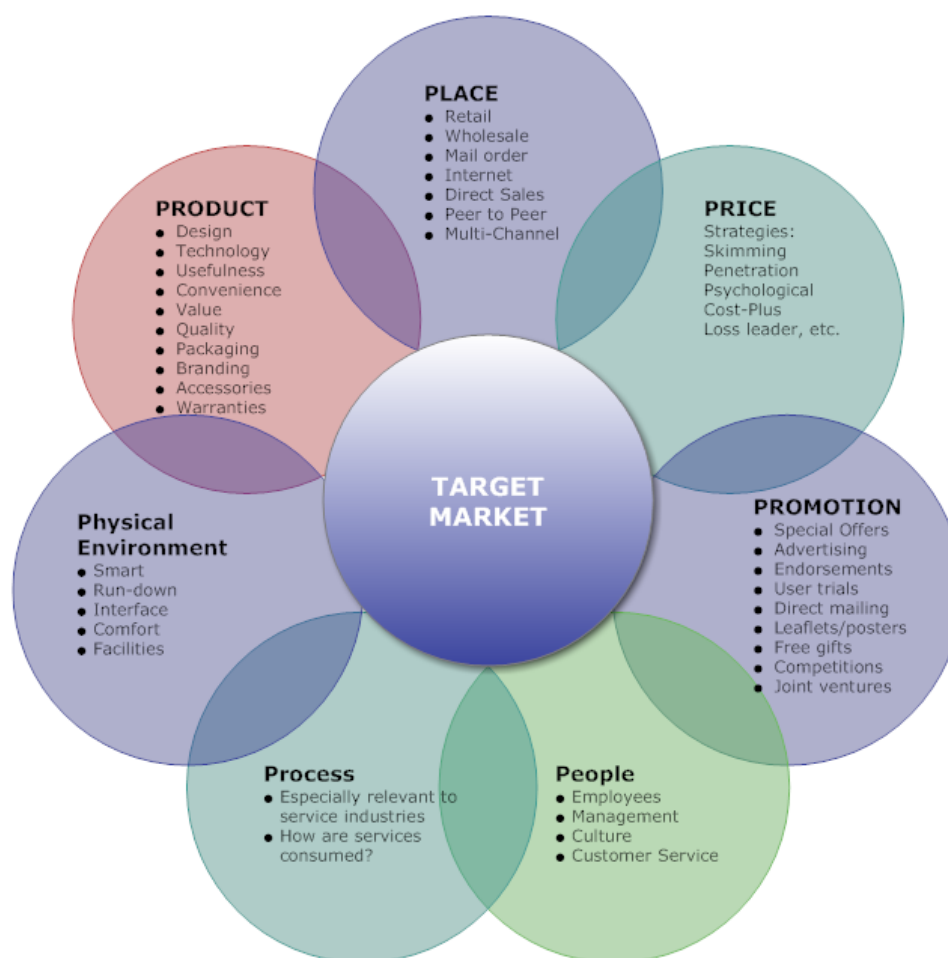 PLACE
● Retail
● Wholesale
● Mail order
● Internet
● Direct Sales
● Peer to Peer
● Multi-Channel
PRODUCT
● Design
● Technology
● Usefulness
● Convenience
● Value
● Quality
● Packaging
● Branding
● Accessories
● Warranties
PRICE
Strategies:
Skimming
Penetration
Psychological
Cost-Plus
Loss leader, etc.
TARGET
MARKET
Physical
Environment
● Smart
● Run-down
● Interface
● Comfort
● Facilities
PROMOTION
● Special Offers
● Advertising
● Endorsements
● User trials
● Direct mailing
● Leaflets/posters
● Free gifts
● Competitions
● Joint ventures
Process
● Especially relevant to
service industries
● How are services
consumed?
People
● Employees
● Management
● Culture
● Customer Service